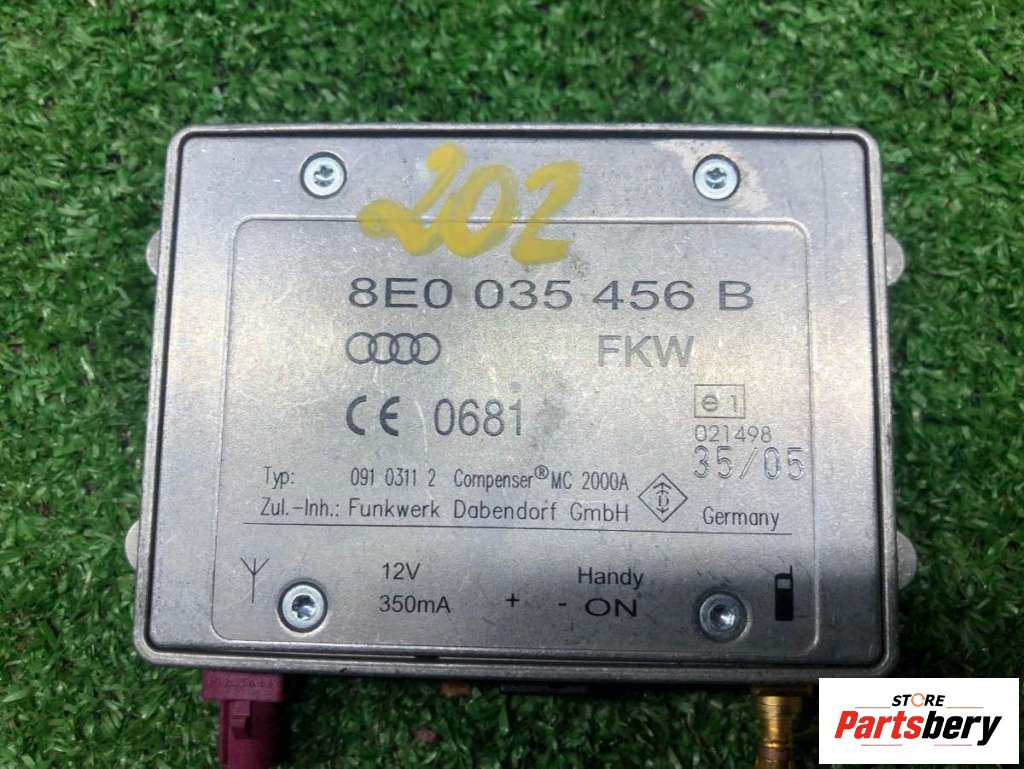 202
8E0 035 456 B
FKW
CE 0681
e1
021498
35/05
Typ: 091 0311 2 Compenser® MC 2000A
Zul.-Inh.: Funkwerk Dabendorf GmbH
Germany
12V Handy
350mA + - ON
STORE
Partsbery